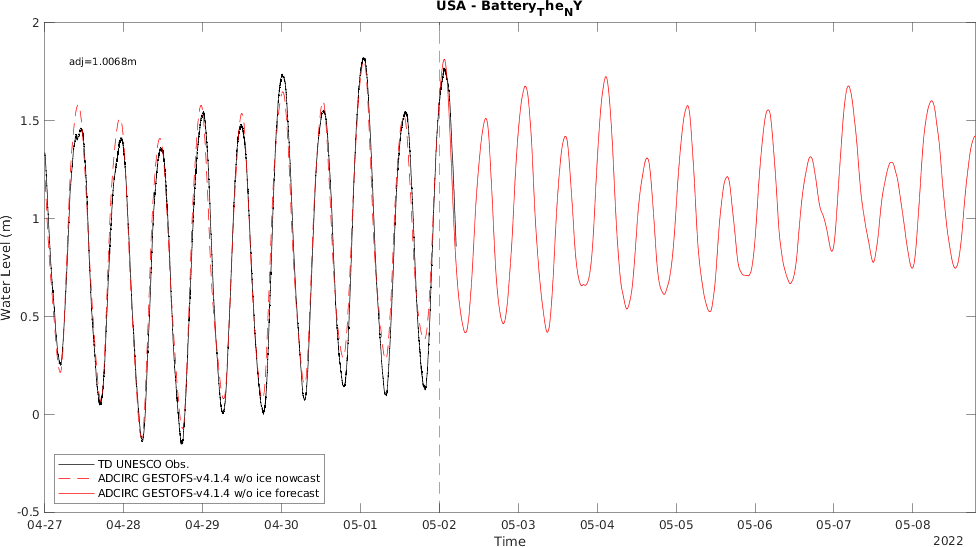 USA - Battery_The_NY
adj=1.0068m
2
1.5
1
0.5
0
-0.5
Water Level (m)
TD UNESCO Obs.
ADCIRC GESTOFS-v4.1.4 w/o ice nowcast
ADCIRC GESTOFS-v4.1.4 w/o ice forecast
04-27 04-28 04-29 04-30 05-01 05-02 05-03 05-04 05-05 05-06 05-07 05-08
Time
2022